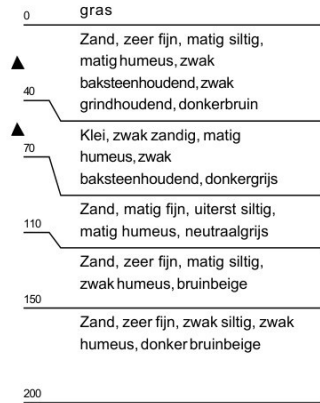 0
gras
Zand, zeer fijn, matig siltig,
matig humeus, zwak
baksteenhoudend, zwak
grindhoudend, donkerbruin
40
Klei, zwak zandig, matig
humeus, zwak
baksteenhoudend, donkergrijs
70
Zand, matig fijn, uiterst siltig,
matig humeus, neutraalgrijs
110
Zand, zeer fijn, matig siltig,
zwak humeus, bruinbeige
150
Zand, zeer fijn, zwak siltig, zwak
humeus, donker bruinbeige
200